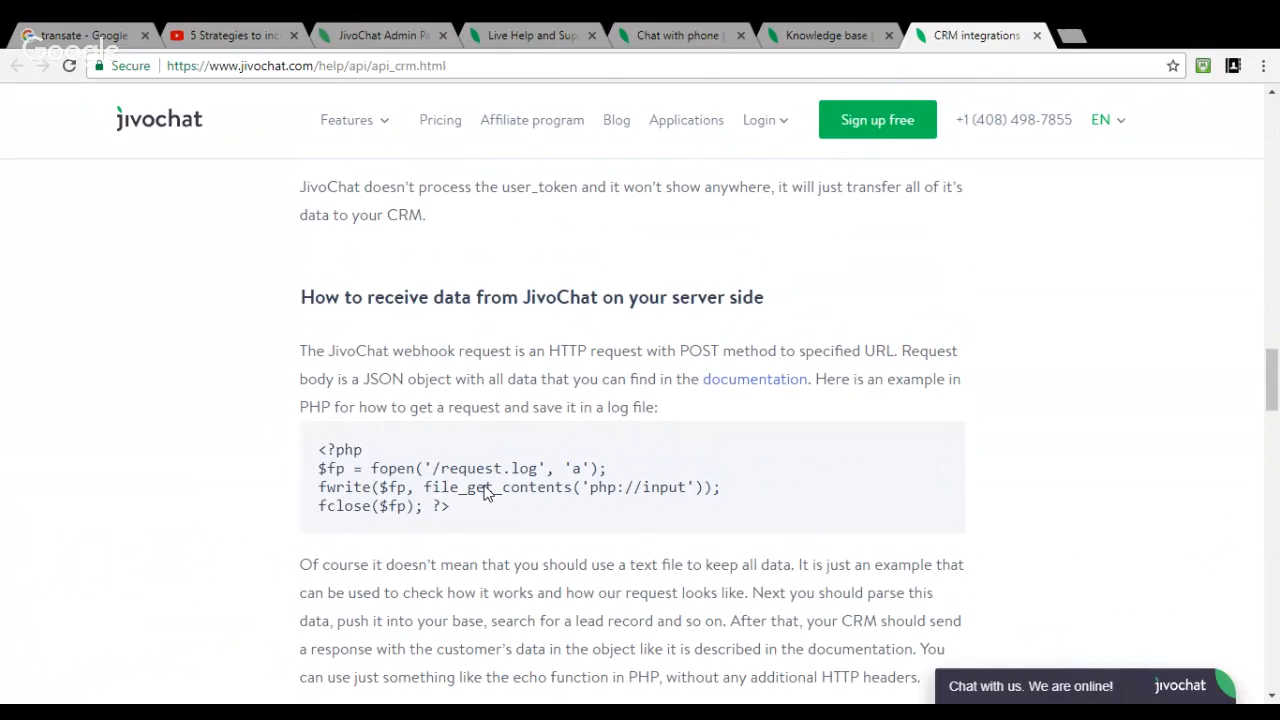 transate - Google
5 Strategies to inc
JivoChat Admin Pa
Live Help and Sup
Chat with phone |
Knowledge base |
CRM integrations
Google
Secure
https://www.jivochat.com/help/api/api_crm.html
jivochat
Features
Pricing
Affiliate program
Blog
Applications
Login
Sign up free
+1 (408) 498-7855
EN
JivoChat doesn't process the user_token and it won't show anywhere, it will just transfer all of it's
data to your CRM.
How to receive data from JivoChat on your server side
The JivoChat webhook request is an HTTP request with POST method to specified URL. Request
body is a JSON object with all data that you can find in the documentation. Here is an example in
PHP for how to get a request and save it in a log file:
<?php
$fp = fopen('/request.log', 'a');
fwrite($fp, file_get_contents('php://input'));
fclose($fp); ?>
Of course it doesn't mean that you should use a text file to keep all data. It is just an example that
can be used to check how it works and how our request looks like. Next you should parse this
data, push it into your base, search for a lead record and so on. After that, your CRM should send
a response with the customer's data in the object like it is described in the documentation. You
can use just something like the echo function in PHP, without any additional HTTP headers.
Chat with us. We are online!
jivochat